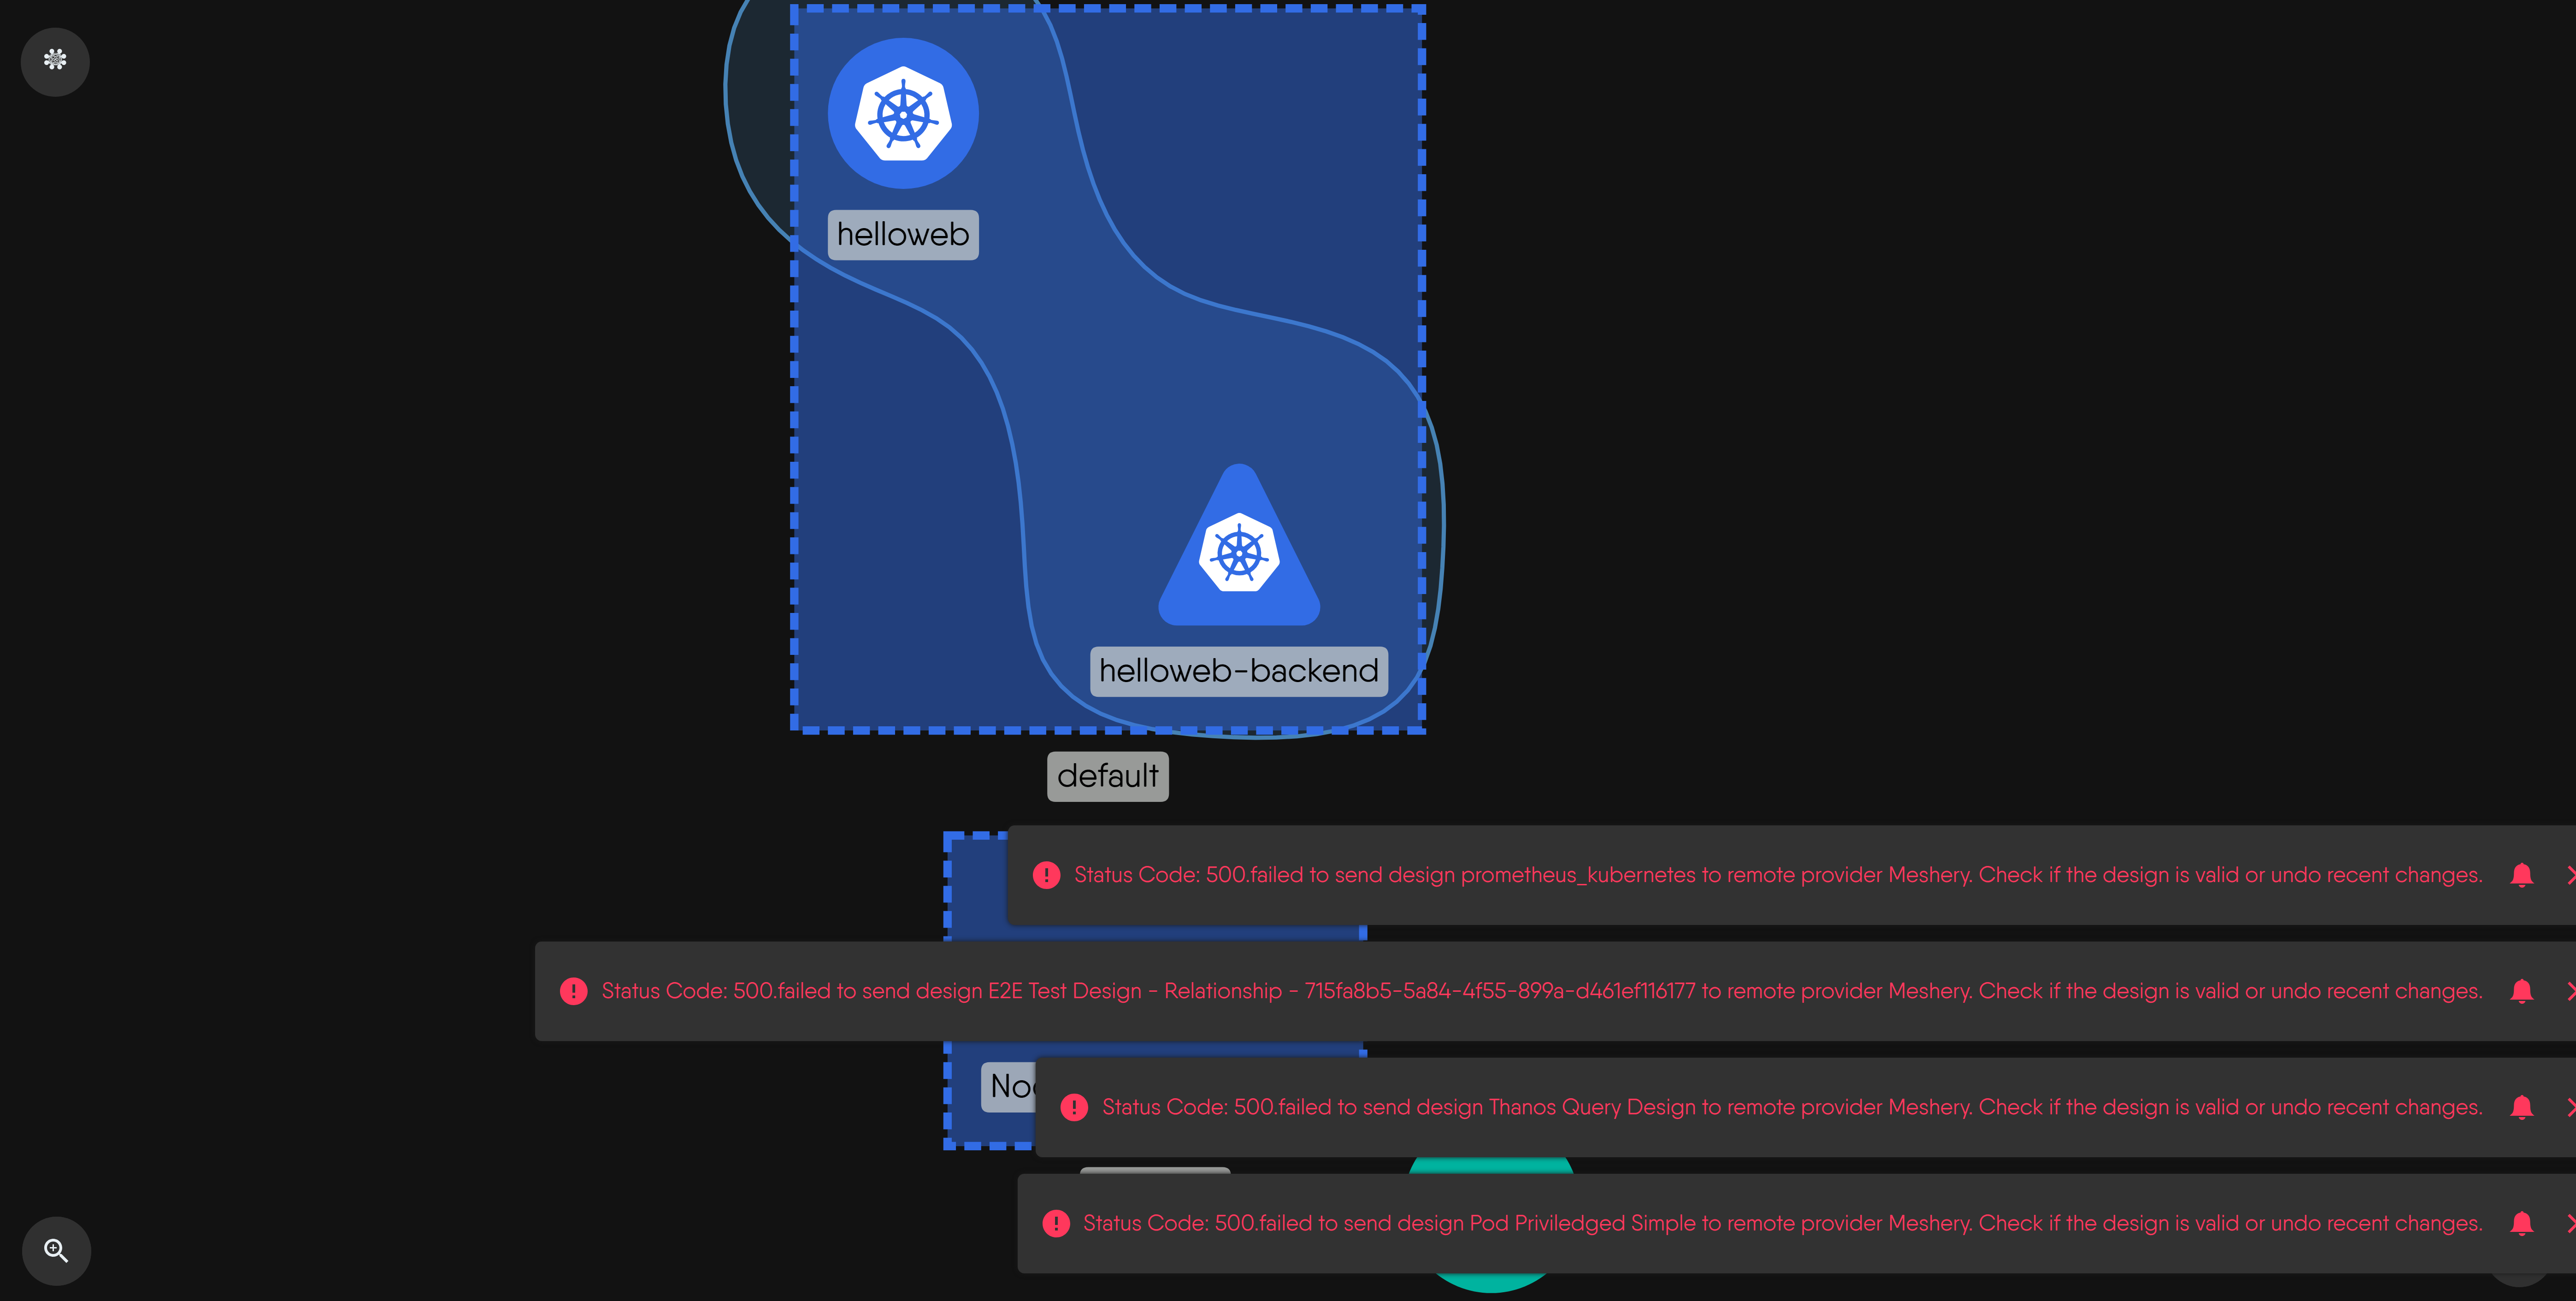 helloweb
helloweb-backend
default
Status Code: 500.failed to send design prometheus_kubernetes to remote provider Meshery. Check if the design is valid or undo recent changes.
Status Code: 500.failed to send design E2E Test Design - Relationship - 715fa8b5-5a84-4f55-899a-d461ef116177 to remote provider Meshery. Check if the design is valid or undo recent changes.
Status Code: 500.failed to send design Thanos Query Design to remote provider Meshery. Check if the design is valid or undo recent changes.
Status Code: 500.failed to send design Pod Priviledged Simple to remote provider Meshery. Check if the design is valid or undo recent changes.